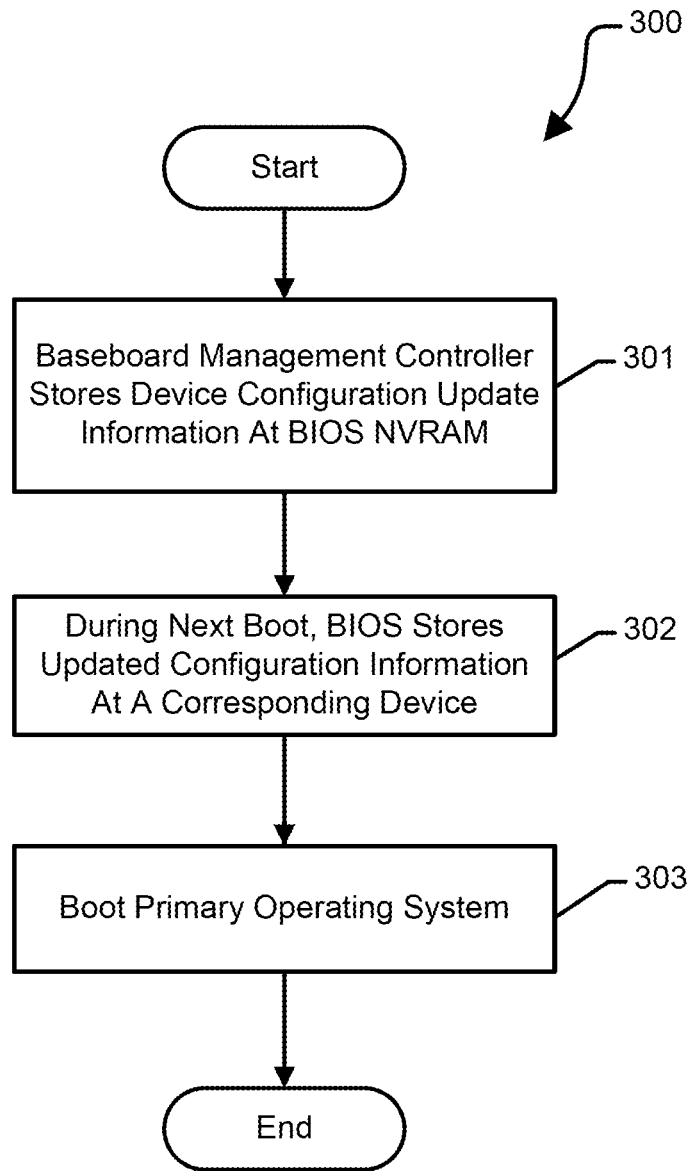 300
Start
Baseboard Management Controller
Stores Device Configuration Update
Information At BIOS NVRAM
301
During Next Boot, BIOS Stores
Updated Configuration Information
At A Corresponding Device
302
Boot Primary Operating System
303
End